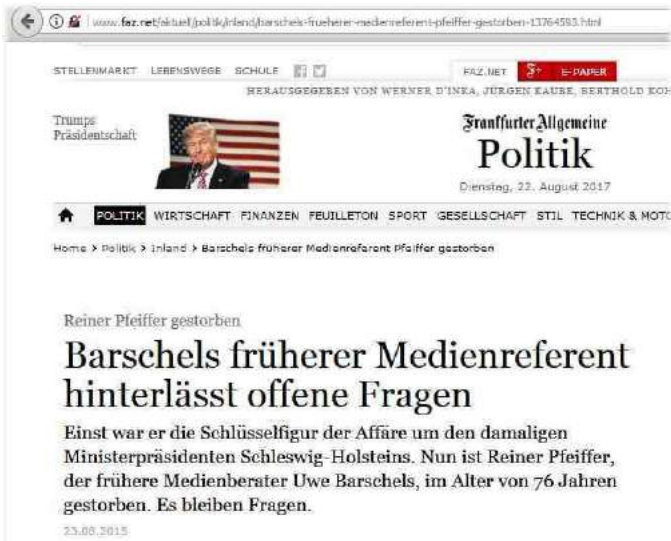 www.faz.net/aktuell/politik/inland/barschels-frueherer-medienreferent-pfeiffer-gestorben-13764593.html
STELLENMARKT LEBENSWEGE SCHULE
FAZ.NET E-PAPER
HERAUSGEGEBEN VON WERNER D'INKA, JÜRGEN KAUBE, BERTHOLD KOH
Trumps
Präsidentschaft
Frankfurter Allgemeine
Politik
Dienstag, 22. August 2017
POLITIK WIRTSCHAFT FINANZEN FEUILLETON SPORT GESELLSCHAFT STIL TECHNIK & MOTO
Home > Politik > Inland > Barschels früherer Medienreferent Pfeiffer gestorben
Reiner Pfeiffer gestorben
Barschels früherer Medienreferent
hinterlässt offene Fragen
Einst war er die Schlüsselfigur der Affäre um den damaligen
Ministerpräsidenten Schleswig-Holsteins. Nun ist Reiner Pfeiffer,
der frühere Medienberater Uwe Barschels, im Alter von 76 Jahren
gestorben. Es bleiben Fragen.
23.08.2015